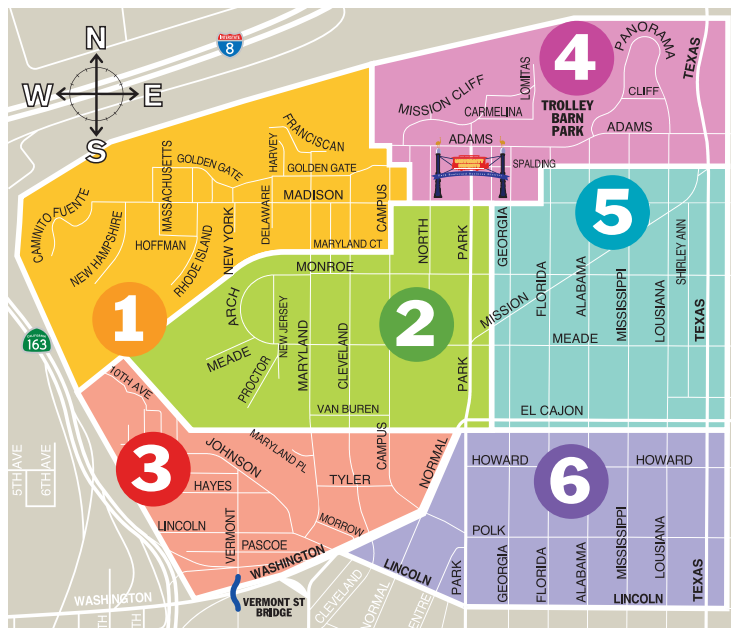 N
W E
S
INTERSTATE
8
4
PANORAMA
TEXAS
LOMITAS
MISSION CLIFF
CLIFF
CARMELINA
TROLLEY
BARN
PARK
ADAMS
ADAMS
SPALDING
FRANCISCAN
HARVEY
MASSACHUSETTS
GOLDEN GATE
GOLDEN GATE
MADISON
CAMPUS
DELAWARE
NEW YORK
CAMINITO FUENTE
NEW HAMPSHIRE
HOFFMAN
RHODE ISLAND
MARYLAND CT
1
CALIFORNIA
163
MONROE
NORTH
PARK
ARCH
2
NEW JERSEY
MARYLAND
CLEVELAND
MEADE
PROCTOR
PARK
VAN BUREN
5
GEORGIA
FLORIDA
ALABAMA
MISSISSIPPI
LOUISIANA
SHIRLEY ANN
TEXAS
MISSION
MEADE
EL CAJON
10TH AVE
3
JOHNSON
MARYLAND PL
CAMPUS
NORMAL
HAYES
TYLER
LINCOLN
VERMONT
MORROW
PASCOE
WASHINGTON
5TH AVE
6TH AVE
HOWARD
6
HOWARD
POLK
GEORGIA
FLORIDA
ALABAMA
MISSISSIPPI
LOUISIANA
TEXAS
PARK
LINCOLN
LINCOLN
WASHINGTON
VERMONT ST
BRIDGE
CLEVELAND
NORMAL
CENTRE